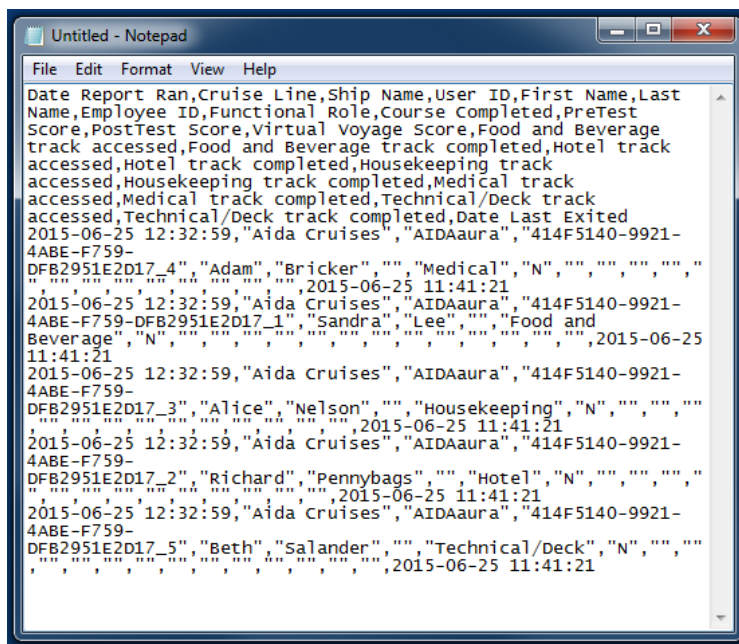 Untitled - Notepad
File Edit Format View Help
Date Report Ran,Cruise Line,Ship Name,User ID,First Name,Last
Name,Employee ID,Functional Role,Course Completed,PreTest
Score,PostTest Score,Virtual Voyage Score,Food and Beverage
track accessed,Food and Beverage track completed,Hotel track
accessed,Hotel track completed,Housekeeping track
accessed,Housekeeping track completed,Medical track
accessed,Medical track completed,Technical/Deck track
accessed,Technical/Deck track completed,Date Last Exited
2015-06-25 12:32:59,"Aida Cruises","AIDAaura","414F5140-9921-
4ABE-F759-
DFB2951E2D17_4","Adam","Bricker","","Medical","N","","","","","
","","","","","","","","","",2015-06-25 11:41:21
2015-06-25 12:32:59,"Aida Cruises","AIDAaura","414F5140-9921-
4ABE-F759-DFB2951E2D17_1","Sandra","Lee","","Food and
Beverage","N","","","","","","","","","","","","","","",2015-06-25
11:41:21
2015-06-25 12:32:59,"Aida Cruises","AIDAaura","414F5140-9921-
4ABE-F759-
DFB2951E2D17_3","Alice","Nelson","","Housekeeping","N","","",""
,"","","","","","","","","","","",2015-06-25 11:41:21
2015-06-25 12:32:59,"Aida Cruises","AIDAaura","414F5140-9921-
4ABE-F759-
DFB2951E2D17_2","Richard","Pennybags","","Hotel","N","","","","
","","","","","","","","","","",2015-06-25 11:41:21
2015-06-25 12:32:59,"Aida Cruises","AIDAaura","414F5140-9921-
4ABE-F759-
DFB2951E2D17_5","Beth","Salander","","Technical/Deck","N","",""
,"","","","","","","","","","","","",2015-06-25 11:41:21